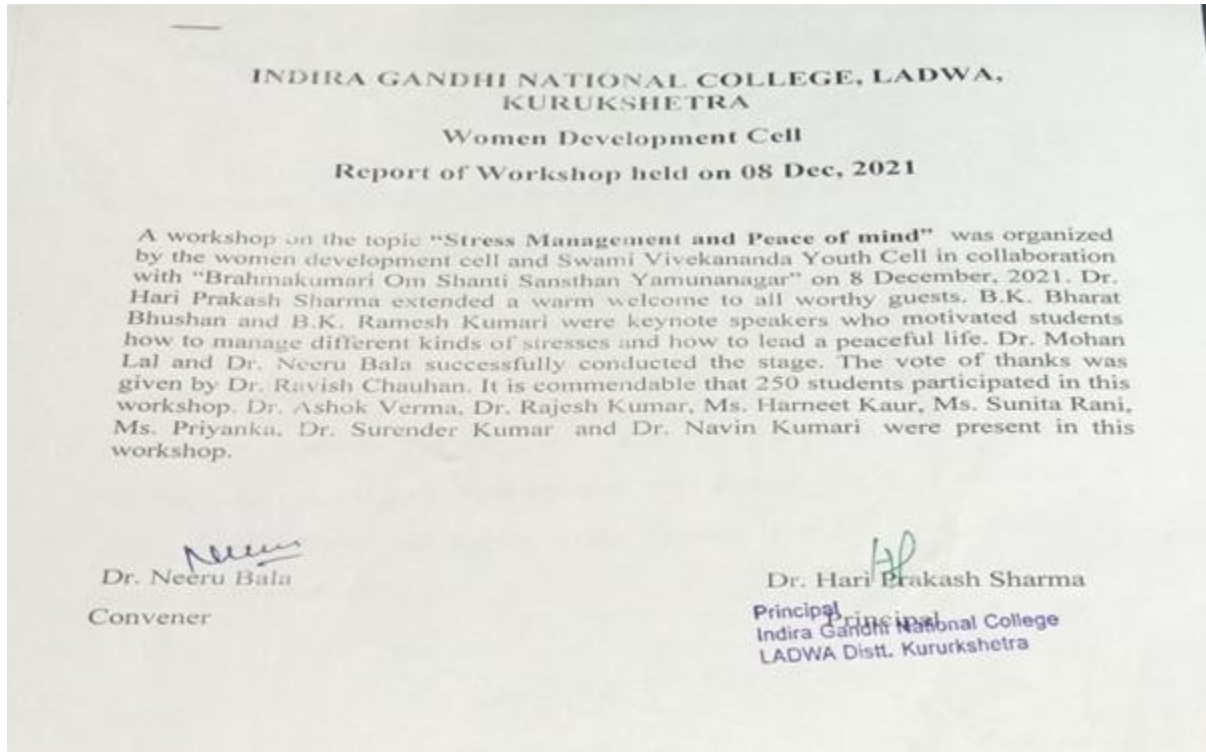 INDIRA GANDHI NATIONAL COLLEGE, LADWA,
KURUKSHETRA
Women Development Cell
Report of Workshop held on 08 Dec, 2021
A workshop on the topic “Stress Management and Peace of mind” was organized
by the women development cell and Swami Vivekananda Youth Cell in collaboration
with “Brahmakumari Om Shanti Sansthan Yamunanagar” on 8 December, 2021. Dr.
Hari Prakash Sharma extended a warm welcome to all worthy guests. B.K. Bharat
Bhushan and B.K. Ramesh Kumari were keynote speakers who motivated students
how to manage different kinds of stresses and how to lead a peaceful life. Dr. Mohan
Lal and Dr. Neeru Bala successfully conducted the stage. The vote of thanks was
given by Dr. Ravish Chauhan. It is commendable that 250 students participated in this
workshop. Dr. Ashok Verma, Dr. Rajesh Kumar, Ms. Harneet Kaur, Ms. Sunita Rani,
Ms. Priyanka, Dr. Surender Kumar and Dr. Navin Kumari were present in this
workshop.
Dr. Neeru Bala
Convener
Dr. Hari Prakash Sharma
Principal
Principal
Indira Gandhi National College
LADWA Distt. Kururkshetra